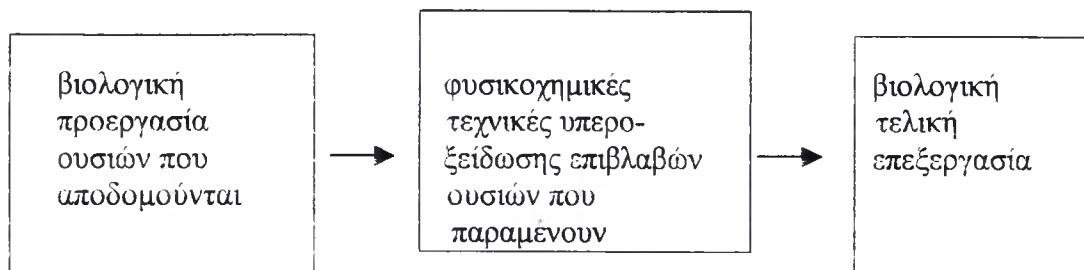 βιολογική
προεργασία
ουσιών που
αποδομούνται
φυσικοχημικές
τεχνικές υπερο-
ξείδωσης επιβλαβών
ουσιών που
παραμένουν
βιολογική
τελική
επεξεργασία